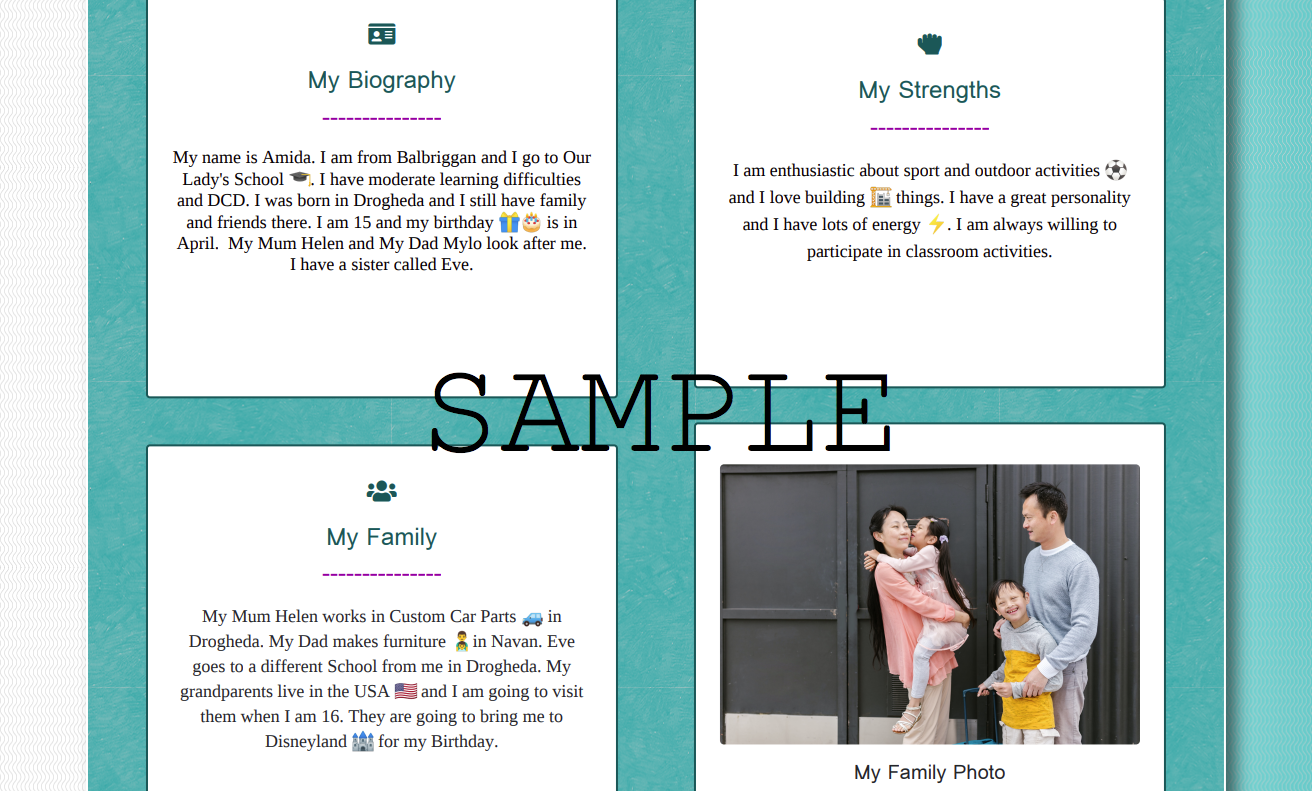 My Biography
---------------
My name is Amida. I am from Balbriggan and I go to Our
Lady's School 🎓. I have moderate learning difficulties
and DCD. I was born in Drogheda and I still have family
and friends there. I am 15 and my birthday 🎁🎂 is in
April.  My Mum Helen and My Dad Mylo look after me.
I have a sister called Eve.
My Strengths
---------------
I am enthusiastic about sport and outdoor activities ⚽
and I love building 🏗️ things. I have a great personality
and I have lots of energy ⚡. I am always willing to
participate in classroom activities.
SAMPLE
My Family
---------------
My Mum Helen works in Custom Car Parts 🚙 in
Drogheda. My Dad makes furniture 👨‍🏭 in Navan. Eve
goes to a different School from me in Drogheda. My
grandparents live in the USA 🇺🇸 and I am going to visit
them when I am 16. They are going to bring me to
Disneyland 🏰 for my Birthday.
My Family Photo